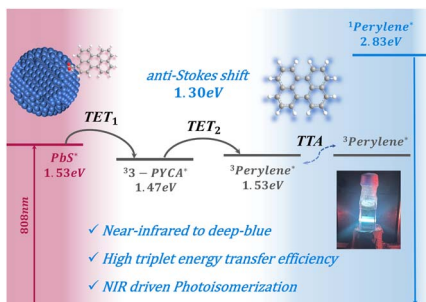 ¹Perylene*
2.83eV
anti-Stokes shift
1.30eV
TET₁
TET₂
TTA
PbS*
1.53eV
³3 − PYCA*
1.47eV
³Perylene*
1.53eV
³Perylene*
808nm
✓ Near-infrared to deep-blue
✓ High triplet energy transfer efficiency
✓ NIR driven Photoisomerization